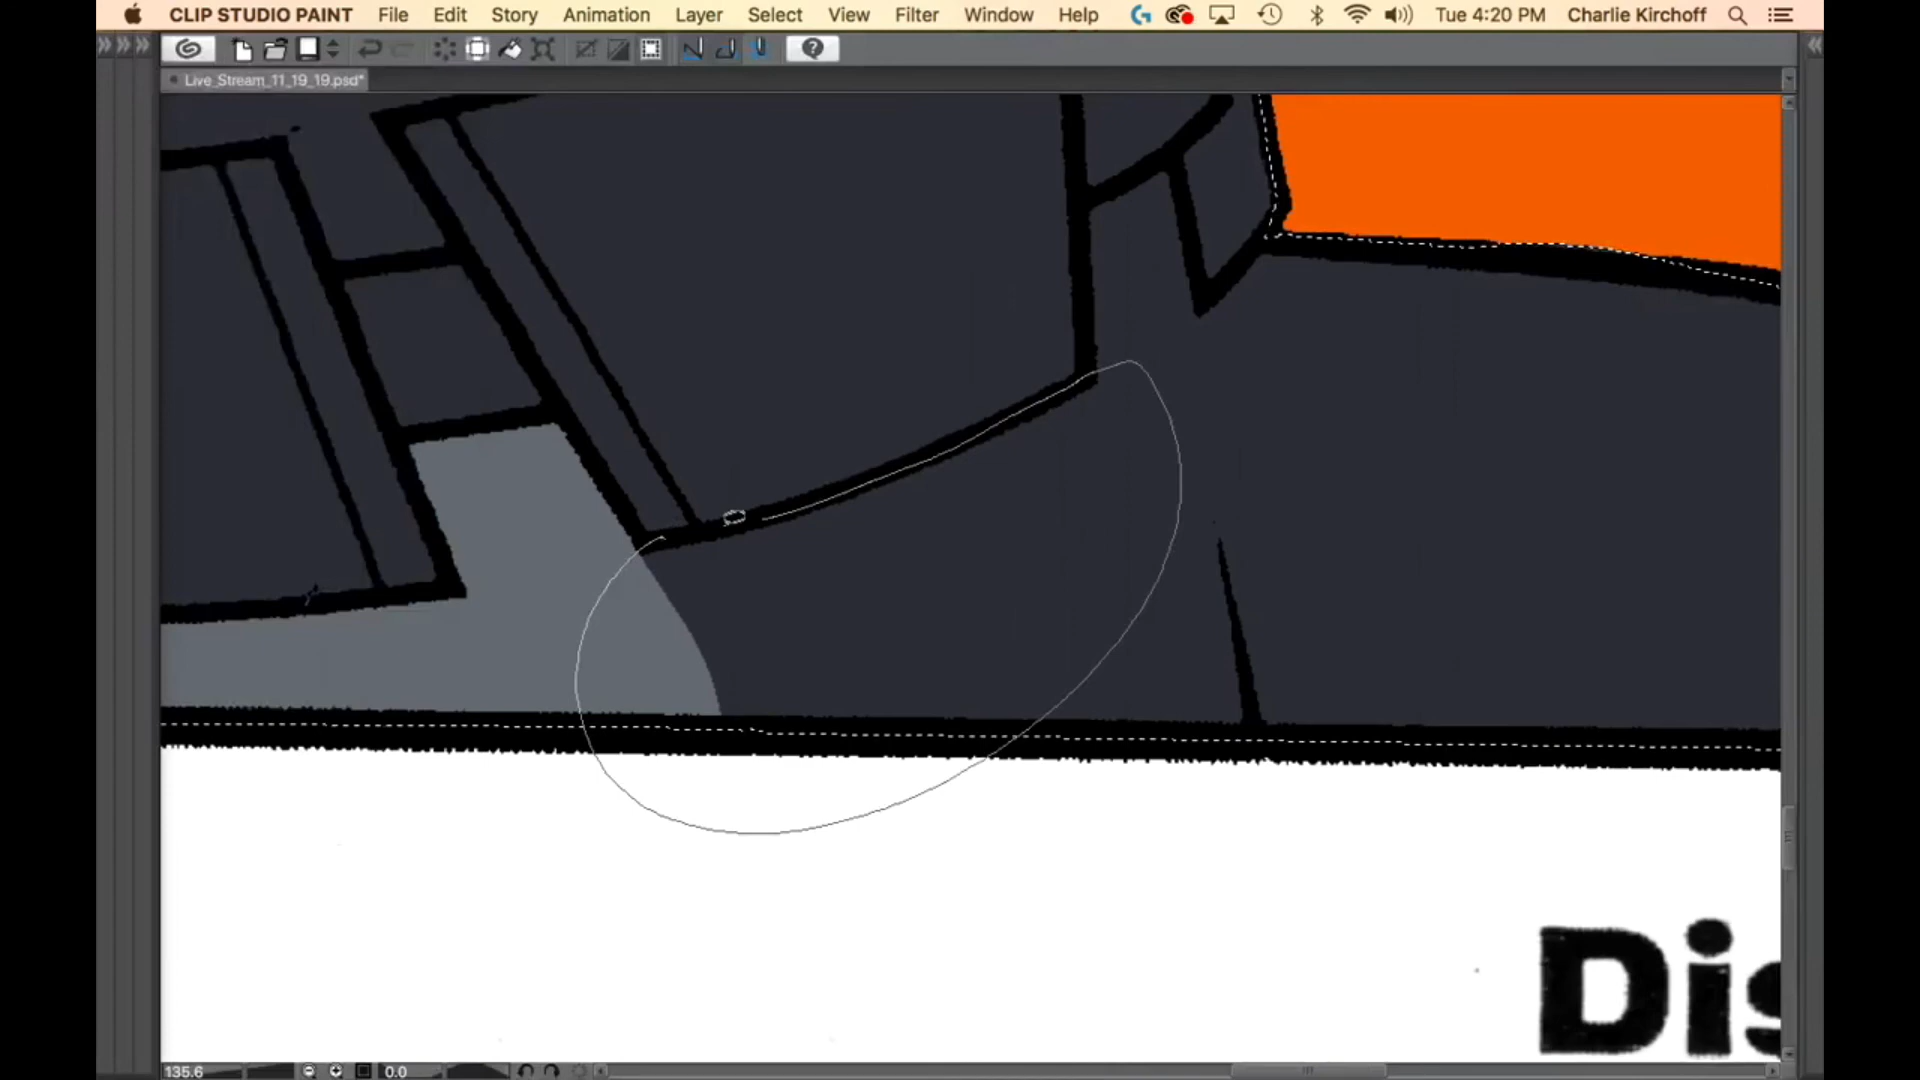 CLIP STUDIO PAINT File Edit Story Animation Layer Select View Filter Window Help Tue 4:20 PM Charlie Kirchoff
Live_Stream_11_19_19.psd*
Dis
135.6 0.0